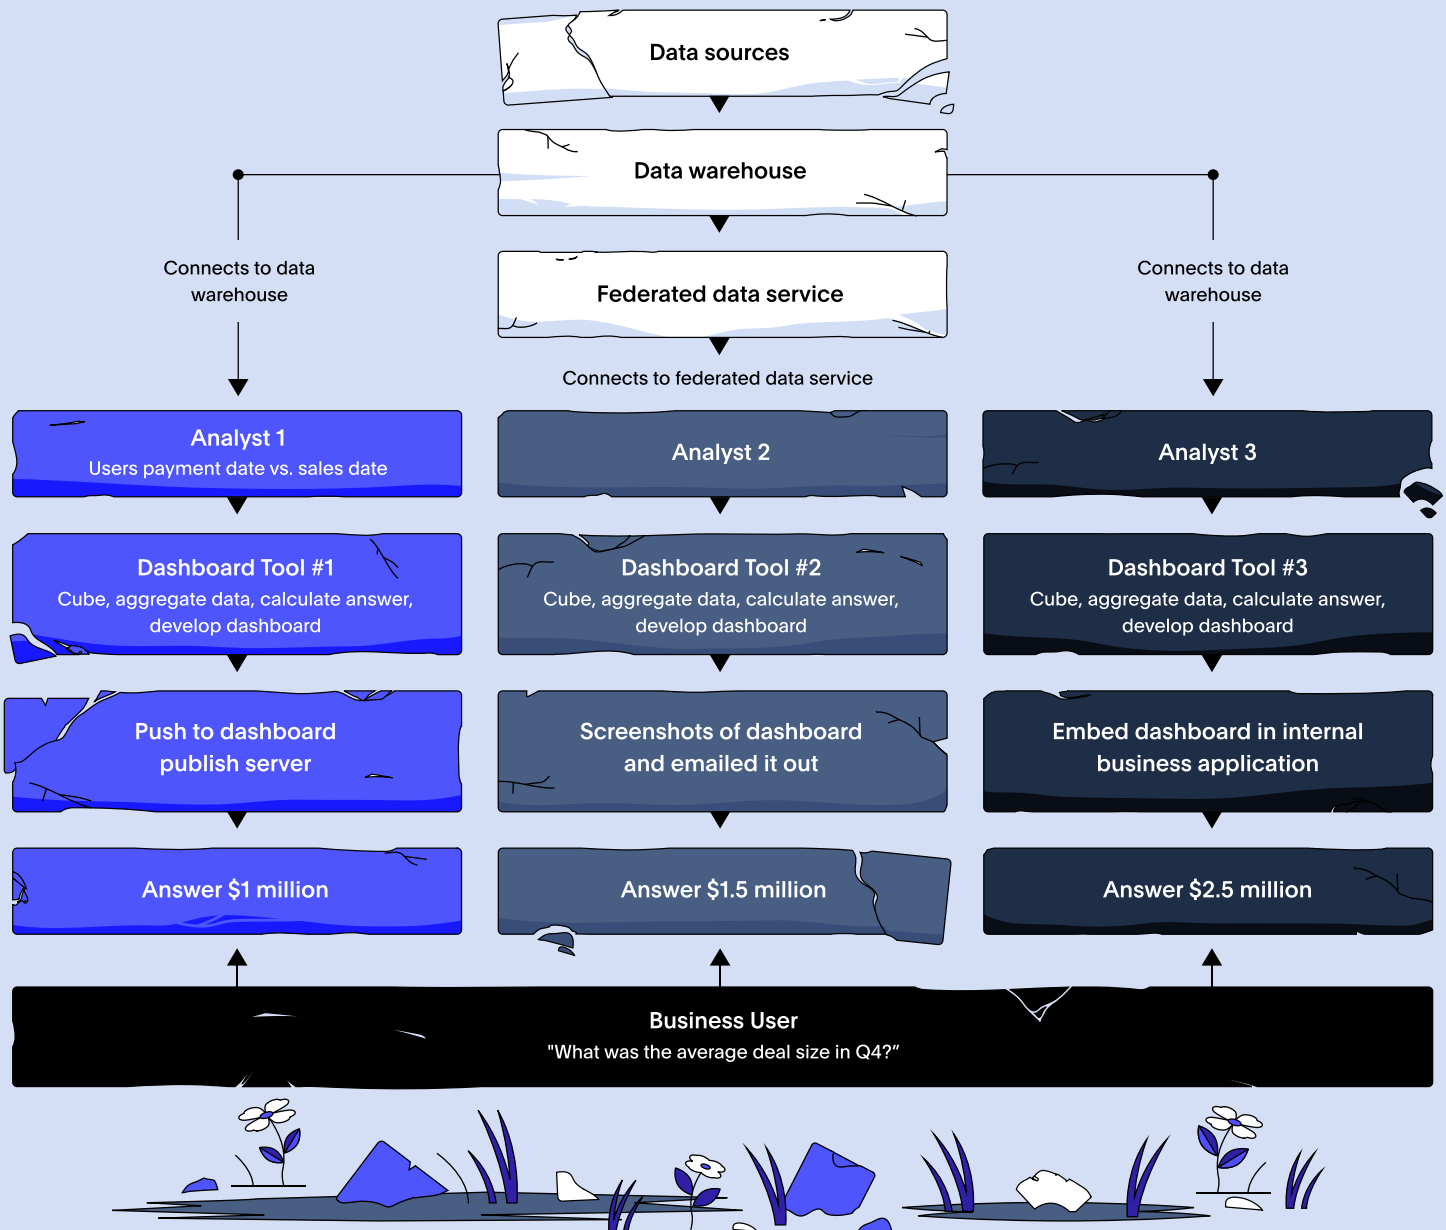 Data sources
Data warehouse
Connects to data
warehouse
Federated data service
Connects to data
warehouse
Connects to federated data service
Analyst 1
Users payment date vs. sales date
Analyst 2
Analyst 3
Dashboard Tool #1
Cube, aggregate data, calculate answer,
develop dashboard
Dashboard Tool #2
Cube, aggregate data, calculate answer,
develop dashboard
Dashboard Tool #3
Cube, aggregate data, calculate answer,
develop dashboard
Push to dashboard
publish server
Screenshots of dashboard
and emailed it out
Embed dashboard in internal
business application
Answer $1 million
Answer $1.5 million
Answer $2.5 million
Business User
"What was the average deal size in Q4?”